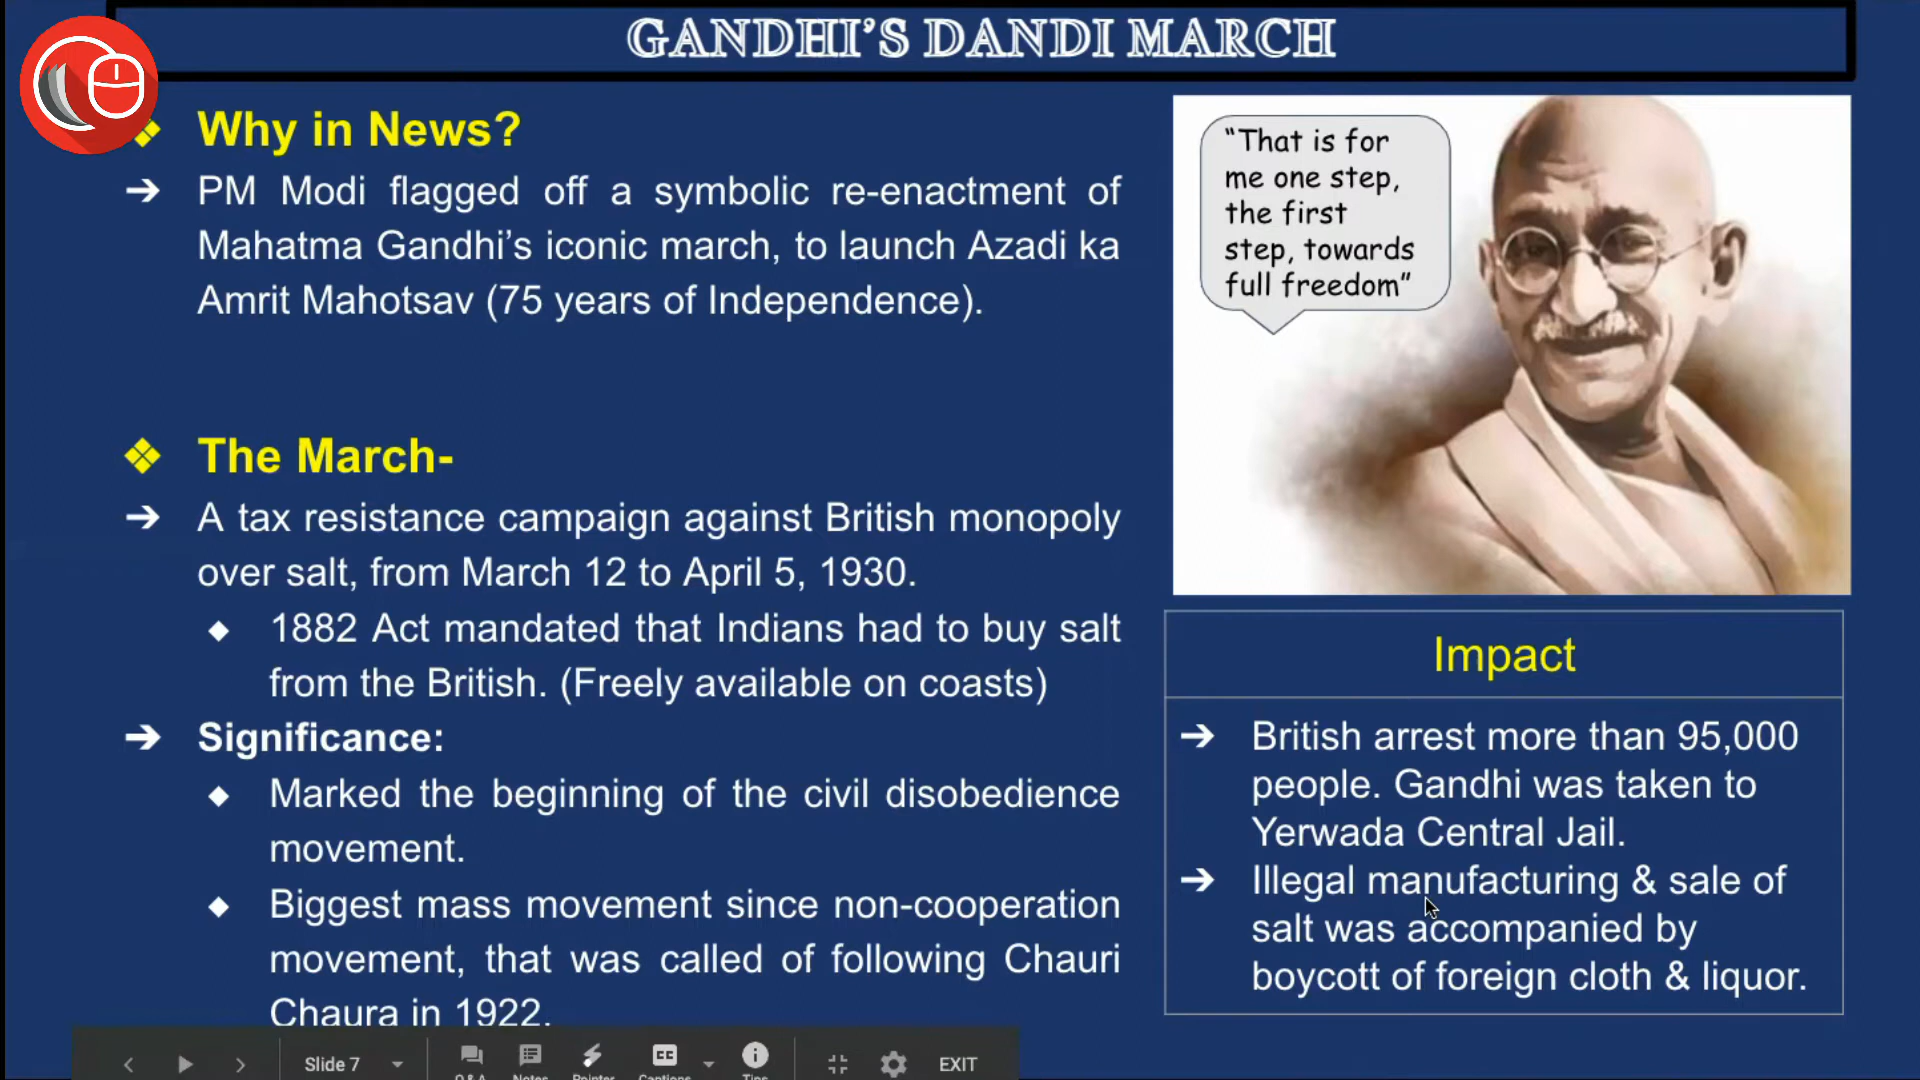 GANDHI’S DANDI MARCH
Why in News?
PM Modi flagged off a symbolic re-enactment of
Mahatma Gandhi’s iconic march, to launch Azadi ka
Amrit Mahotsav (75 years of Independence).
The March-
A tax resistance campaign against British monopoly
over salt, from March 12 to April 5, 1930.
1882 Act mandated that Indians had to buy salt
from the British. (Freely available on coasts)
Significance:
Marked the beginning of the civil disobedience
movement.
Biggest mass movement since non-cooperation
movement, that was called of following Chauri
Chaura in 1922.
“That is for
me one step,
the first
step, towards
full freedom”
Impact
British arrest more than 95,000
people. Gandhi was taken to
Yerwada Central Jail.
Illegal manufacturing & sale of
salt was accompanied by
boycott of foreign cloth & liquor.
Slide 7
Q&A
Notes
Pointer
CC
Captions
Tips
EXIT